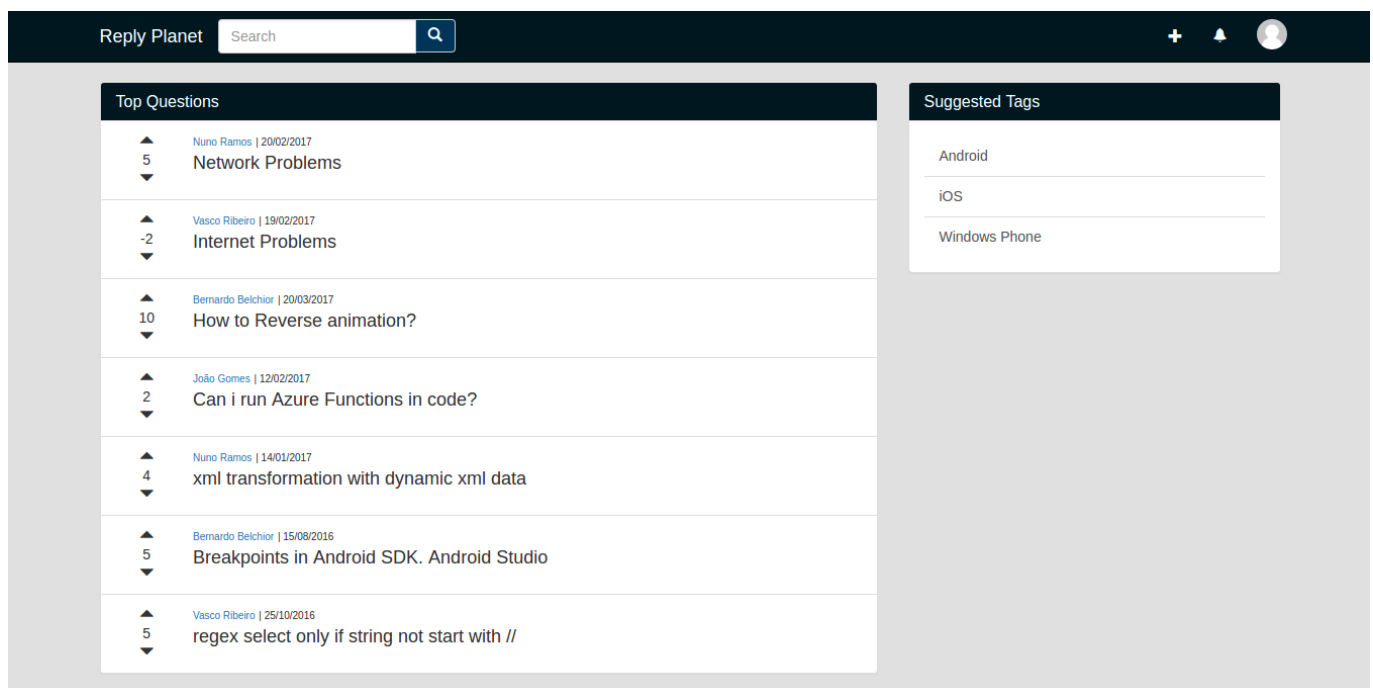 Reply Planet Search
Top Questions
Nuno Ramos | 20/02/2017
5
Network Problems
Vasco Ribeiro | 19/02/2017
-2
Internet Problems
Bernardo Belchior | 20/03/2017
10
How to Reverse animation?
João Gomes | 12/02/2017
2
Can i run Azure Functions in code?
Nuno Ramos | 14/01/2017
4
xml transformation with dynamic xml data
Bernardo Belchior | 15/08/2016
5
Breakpoints in Android SDK. Android Studio
Vasco Ribeiro | 25/10/2016
5
regex select only if string not start with //
Suggested Tags
Android
iOS
Windows Phone